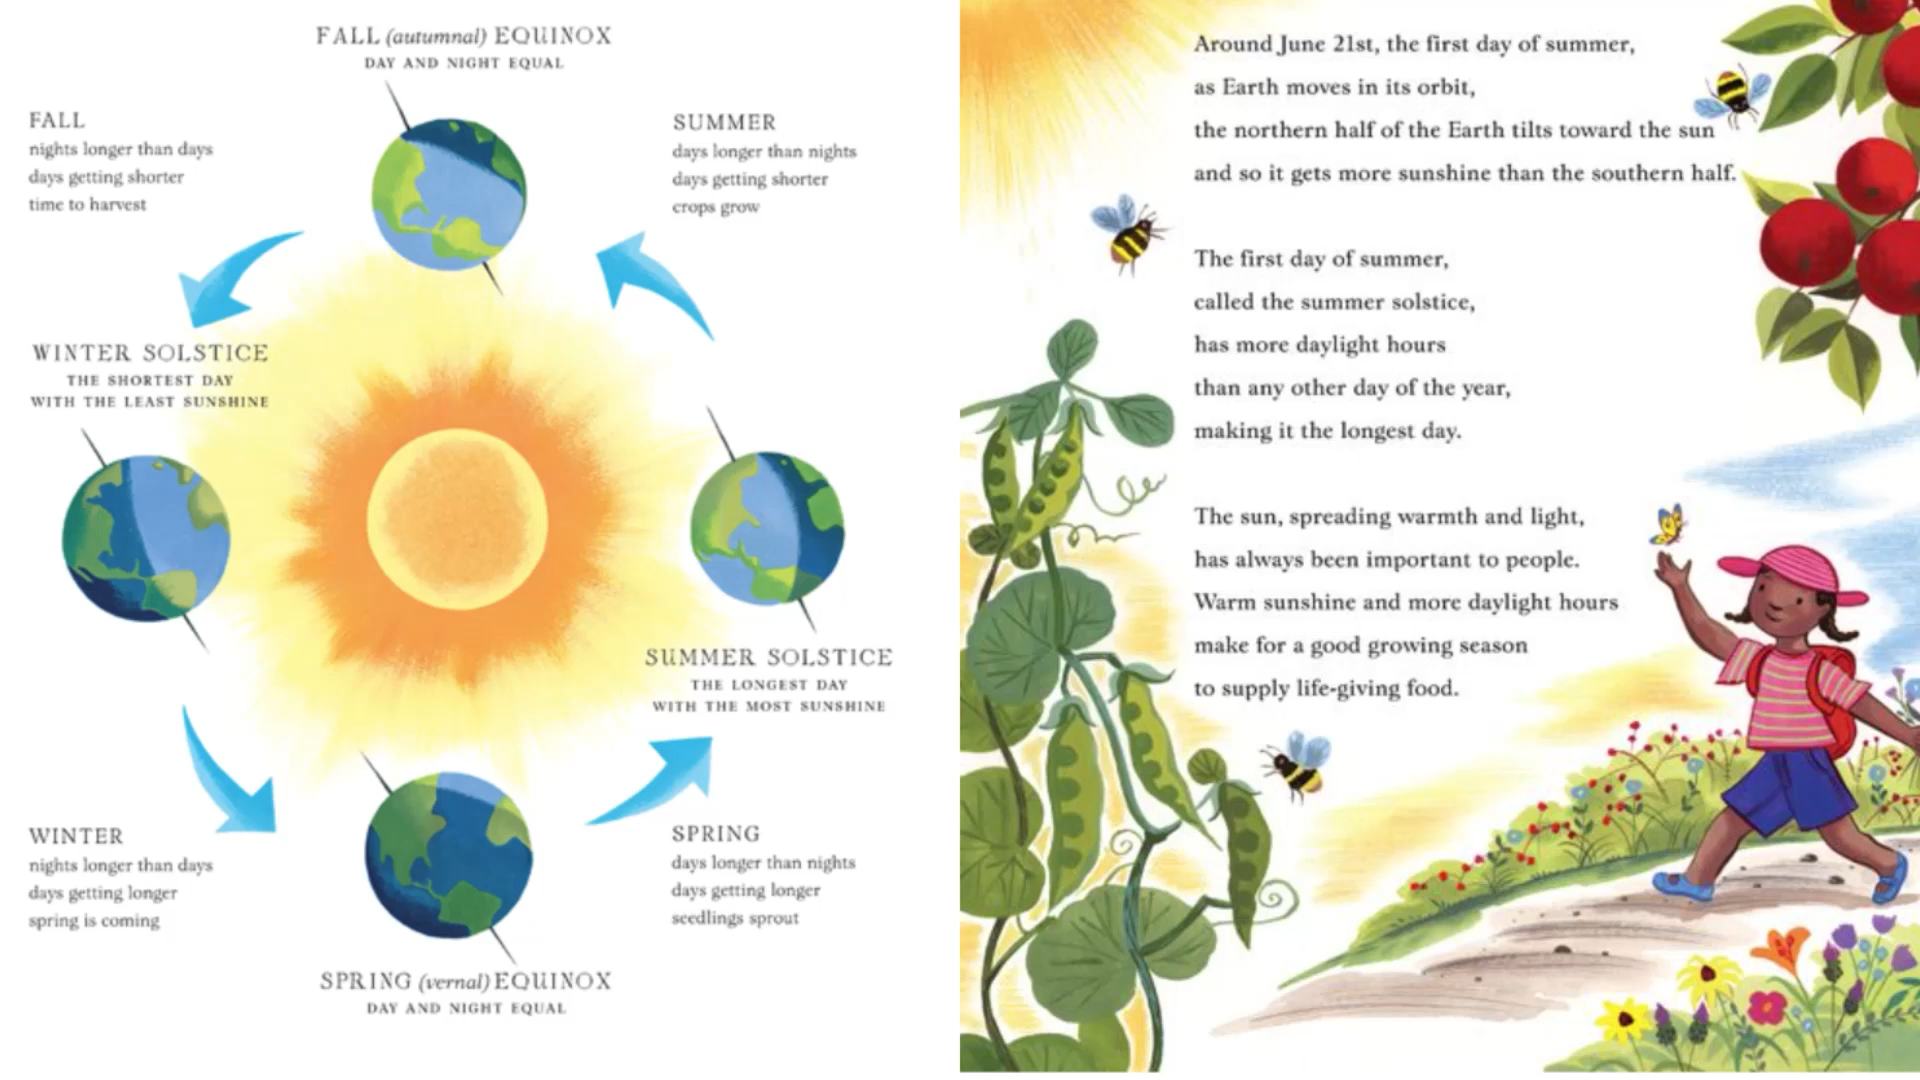 FALL (autumnal) EQUINOX
DAY AND NIGHT EQUAL
FALL
nights longer than days
days getting shorter
time to harvest
SUMMER
days longer than nights
days getting shorter
crops grow
WINTER SOLSTICE
THE SHORTEST DAY
WITH THE LEAST SUNSHINE
SUMMER SOLSTICE
THE LONGEST DAY
WITH THE MOST SUNSHINE
WINTER
nights longer than days
days getting longer
spring is coming
SPRING
days longer than nights
days getting longer
seedlings sprout
SPRING (vernal) EQUINOX
DAY AND NIGHT EQUAL
Around June 21st, the first day of summer,
as Earth moves in its orbit,
the northern half of the Earth tilts toward the sun
and so it gets more sunshine than the southern half.
The first day of summer,
called the summer solstice,
has more daylight hours
than any other day of the year,
making it the longest day.
The sun, spreading warmth and light,
has always been important to people.
Warm sunshine and more daylight hours
make for a good growing season
to supply life-giving food.